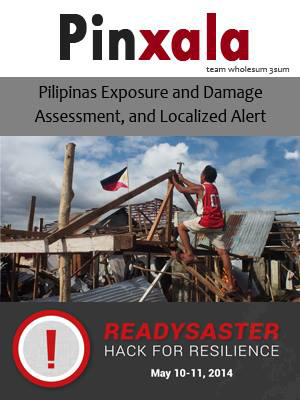 Pinxala
team wholesum 3sum
Pilipinas Exposure and Damage
Assessment, and Localized Alert
!
READYSASTER
HACK FOR RESILIENCE
May 10-11, 2014